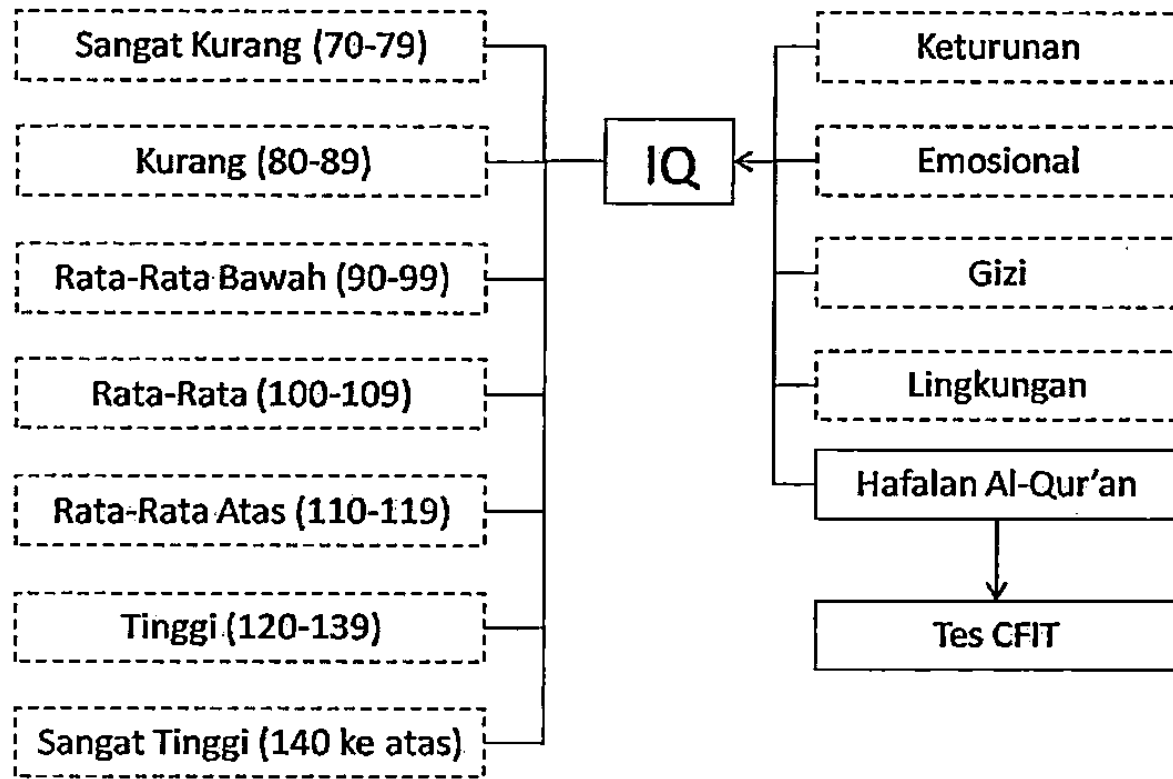 Sangat Kurang (70-79)
Kurang (80-89)
Rata-Rata Bawah (90-99)
Rata-Rata (100-109)
Rata-Rata Atas (110-119)
Tinggi (120-139)
Sangat Tinggi (140 ke atas)
IQ
Keturunan
Emosional
Gizi
Lingkungan
Hafalan Al-Qur'an
Tes CFIT